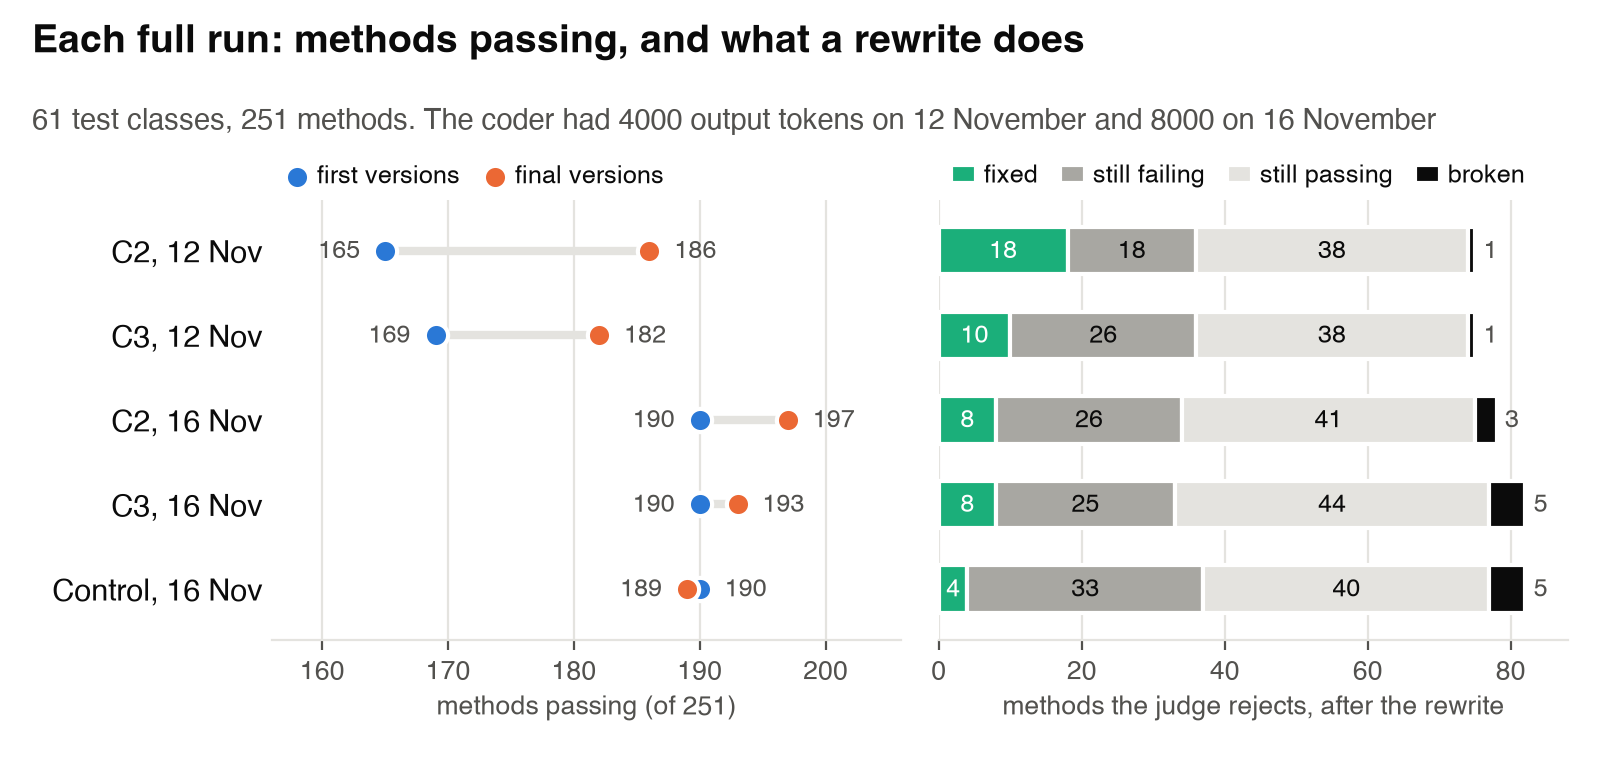 Each full run: methods passing, and what a rewrite does
61 test classes, 251 methods. The coder had 4000 output tokens on 12 November and 8000 on 16 November
first versions final versions
fixed still failing still passing broken
C2, 12 Nov 165 186 18 18 38 1
C3, 12 Nov 169 182 10 26 38 1
C2, 16 Nov 190 197 8 26 41 3
C3, 16 Nov 190 193 8 25 44 5
Control, 16 Nov 189 190 4 33 40 5
160 170 180 190 200
methods passing (of 251)
0 20 40 60 80
methods the judge rejects, after the rewrite